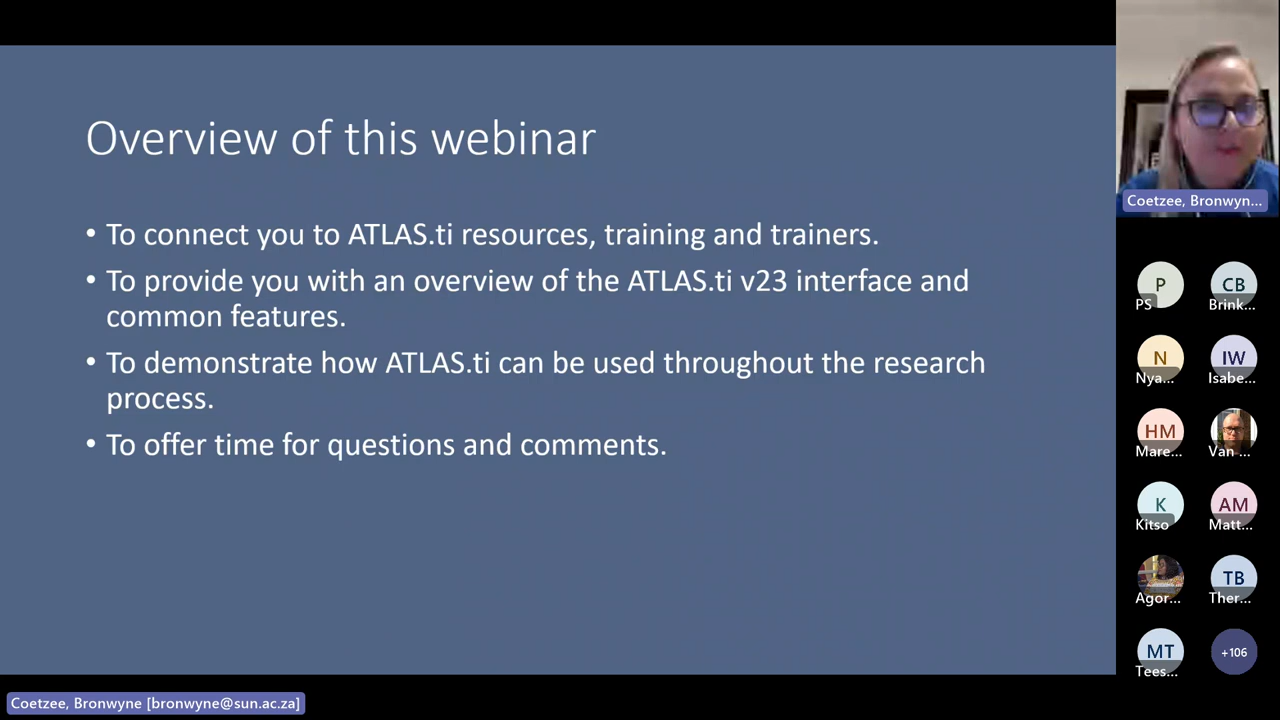 Overview of this webinar
• To connect you to ATLAS.ti resources, training and trainers.
• To provide you with an overview of the ATLAS.ti v23 interface and
common features.
• To demonstrate how ATLAS.ti can be used throughout the research
process.
• To offer time for questions and comments.
Coetzee, Bronwyn...
P
PS
CB
Brink...
N
Nya...
IW
Isabe...
HM
Mare...
Van ...
K
Kitso
AM
Matt...
Agor...
TB
Ther...
MT
Tees...
+106
Coetzee, Bronwyne [bronwyne@sun.ac.za]